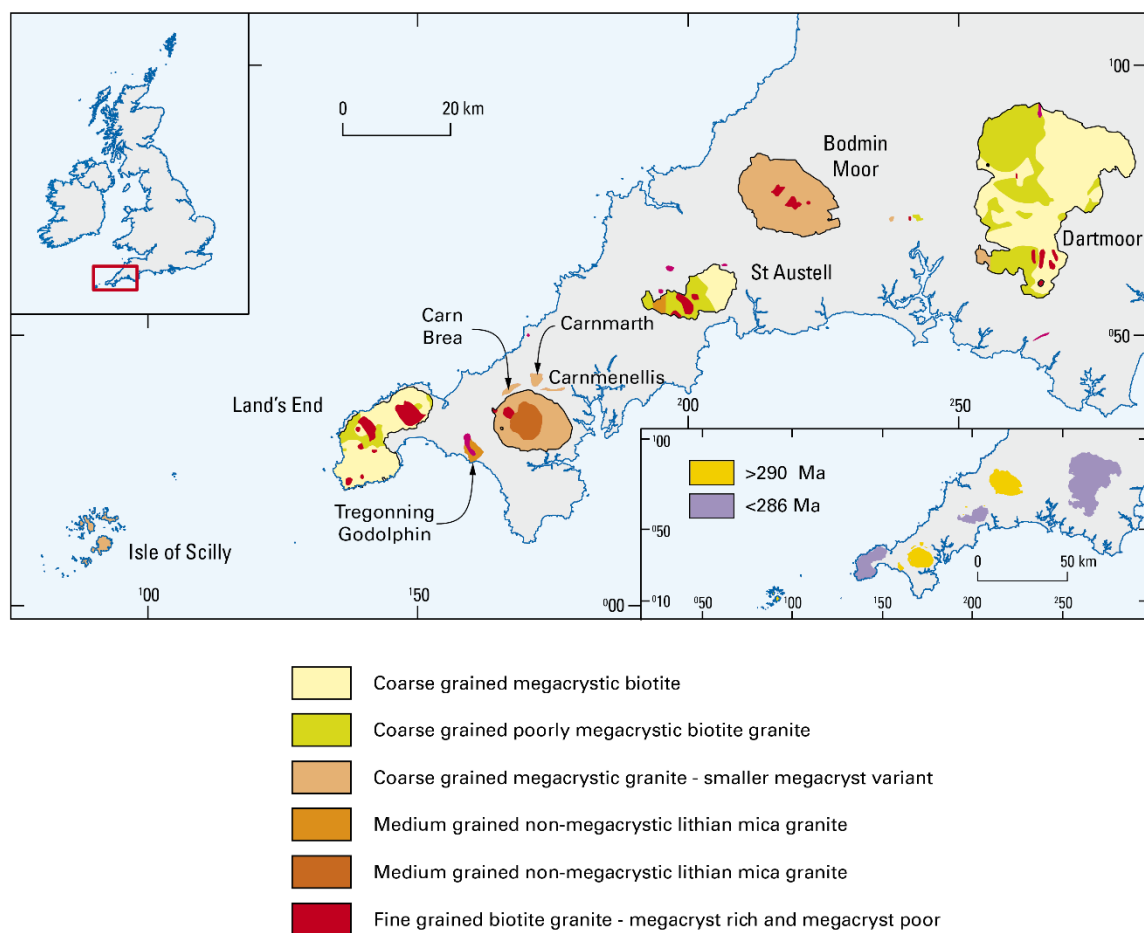 0
20 km
¹00
Bodmin
Moor
Dartmoor
St Austell
Carn
Brea
Carnmarth
⁰50
Carnmenellis
Land's End
200
250
¹00
>290 Ma
<286 Ma
Tregonning
Godolphin
⁰50
Isle of Scilly
0
50 km
100
150
⁰00
⁰10
050
100
150
200
250
Coarse grained megacrystic biotite
Coarse grained poorly megacrystic biotite granite
Coarse grained megacrystic granite - smaller megacryst variant
Medium grained non-megacrystic lithian mica granite
Medium grained non-megacrystic lithian mica granite
Fine grained biotite granite - megacryst rich and megacryst poor